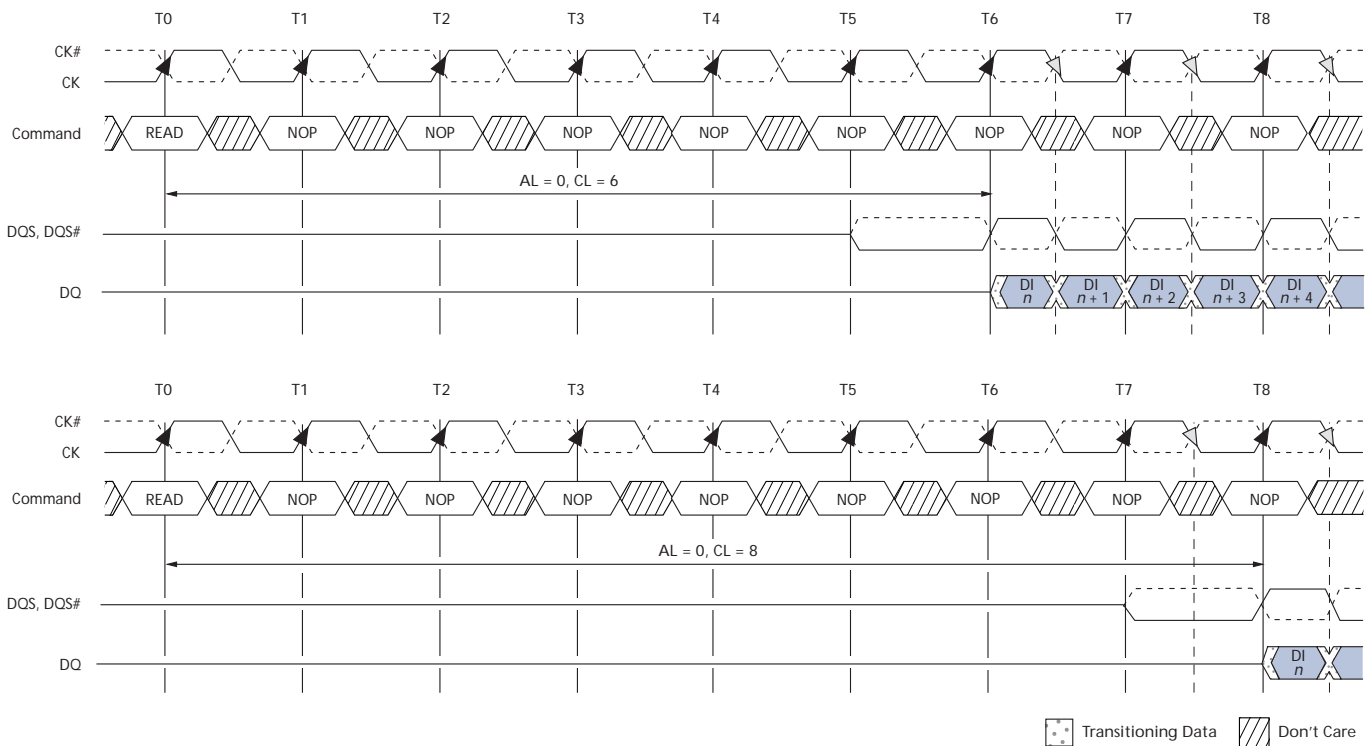 T0 T1 T2 T3 T4 T5 T6 T7 T8
CK#
CK
Command READ NOP NOP NOP NOP NOP NOP NOP NOP
AL = 0, CL = 6
DQS, DQS#
DQ DI n DI n + 1 DI n + 2 DI n + 3 DI n + 4
T0 T1 T2 T3 T4 T5 T6 T7 T8
CK#
CK
Command READ NOP NOP NOP NOP NOP NOP NOP NOP
AL = 0, CL = 8
DQS, DQS#
DQ DI n
Transitioning Data Don't Care